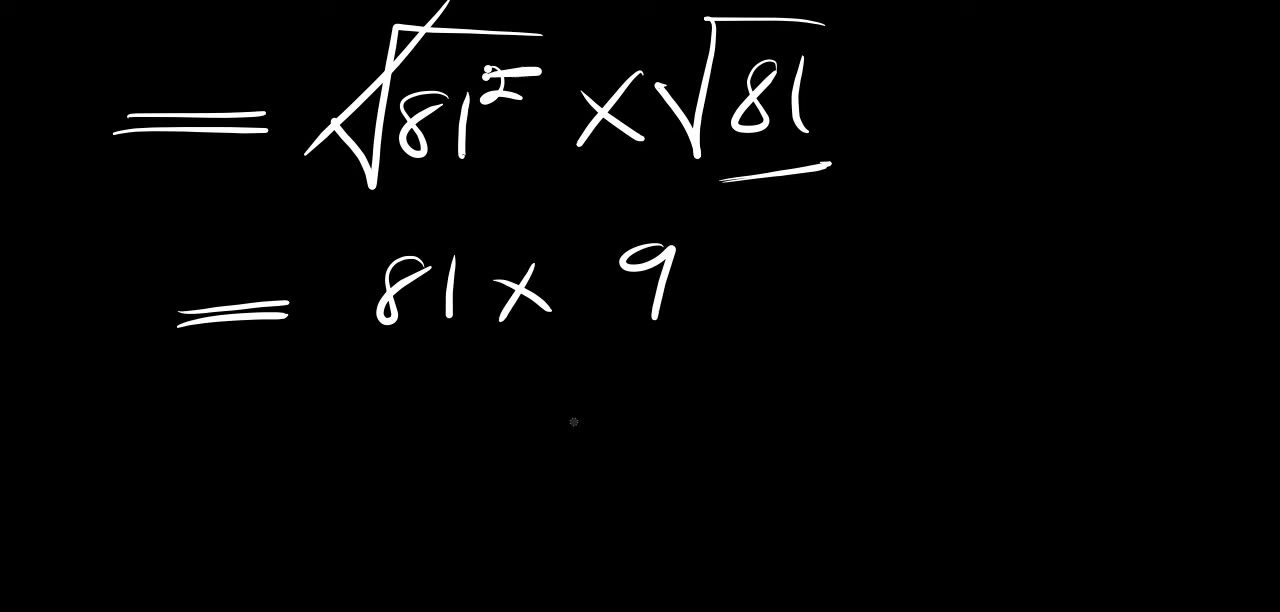 = √81² × √81
= 81 × 9